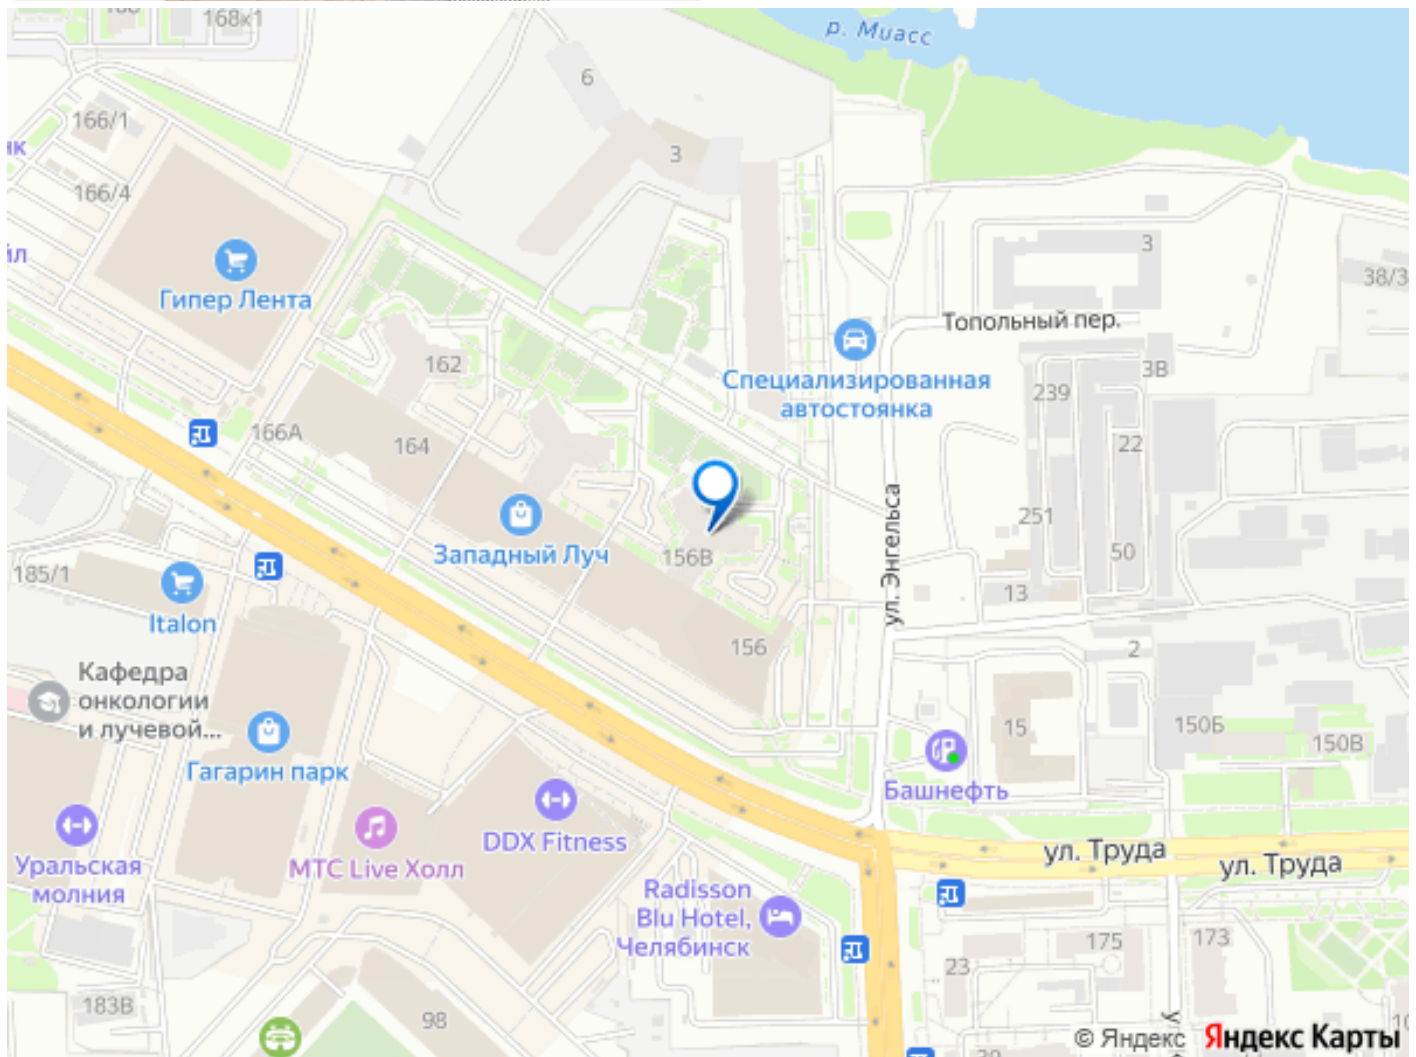 168к1
р. Миасс
6
166/1
нк
3
166/4
3
йл
38/3
Гипер Лента
Топольный пер.
162
Специализированная
автостоянка
3В
239
166А
164
22
ул. Энгельса
251
Западный Луч
156В
50
185/1
13
Italon
156
2
Кафедра
онкологии
и лучевой...
15
150Б
150В
Гагарин парк
Башнефть
DDX Fitness
ул. Труда
ул. Труда
Уральская
молния
МТС Live Холл
Radisson
Blu Hotel,
Челябинск
175
173
23
183В
98
© Яндекс Яндекс Карты